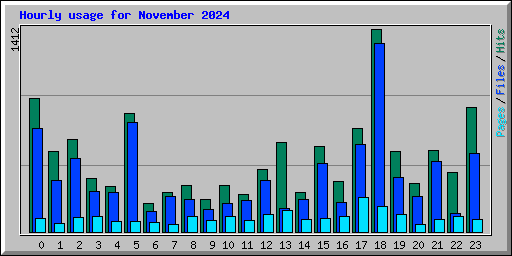 Hourly usage for November 2024
1412
Pages/Files/Hits
0 1 2 3 4 5 6 7 8 9 10 11 12 13 14 15 16 17 18 19 20 21 22 23